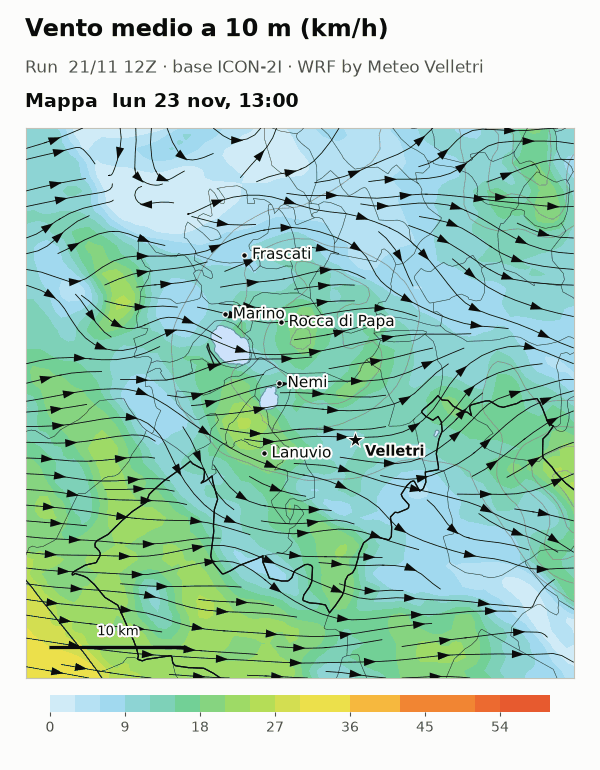 Vento medio a 10 m (km/h)
Run 21/11 12Z · base ICON-2I · WRF by Meteo Velletri
Mappa lun 23 nov, 13:00
Frascati
Marino
Rocca di Papa
Nemi
Velletri
Lanuvio
10 km
0 9 18 27 36 45 54